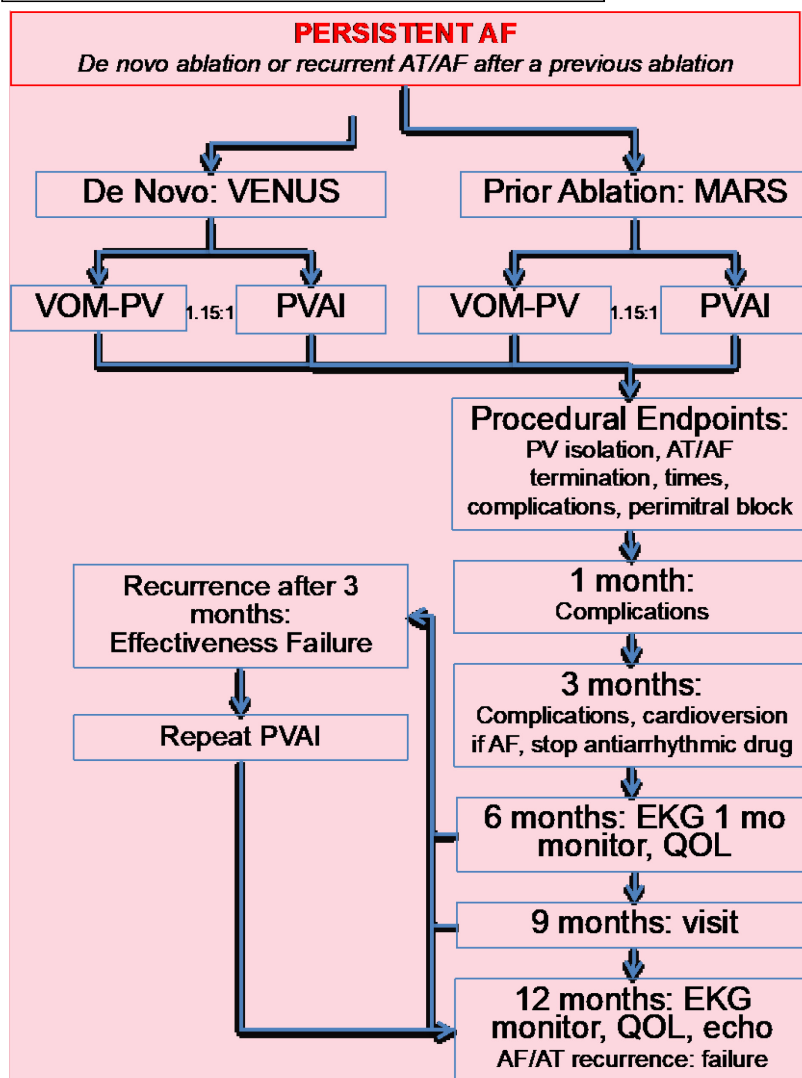 PERSISTENT AF
De novo ablation or recurrent AT/AF after a previous ablation
De Novo: VENUS
Prior Ablation: MARS
VOM-PV
1.15:1
PVAI
VOM-PV
1.15:1
PVAI
Procedural Endpoints:
PV isolation, AT/AF
termination, times,
complications, perimitral block
1 month:
Complications
Recurrence after 3
months:
Effectiveness Failure
3 months:
Complications, cardioversion
if AF, stop antiarrhythmic drug
Repeat PVAI
6 months: EKG 1 mo
monitor, QOL
9 months: visit
12 months: EKG
monitor, QOL, echo
AF/AT recurrence: failure